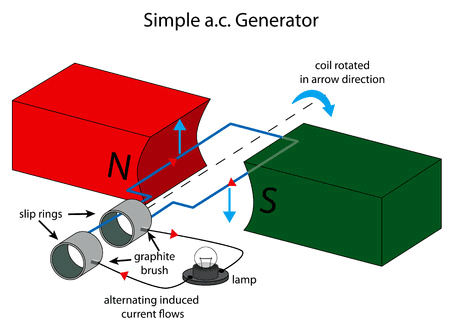 Simple a.c. Generator
coil rotated
in arrow direction
N
S
slip rings
graphite
brush
lamp
alternating induced
current flows